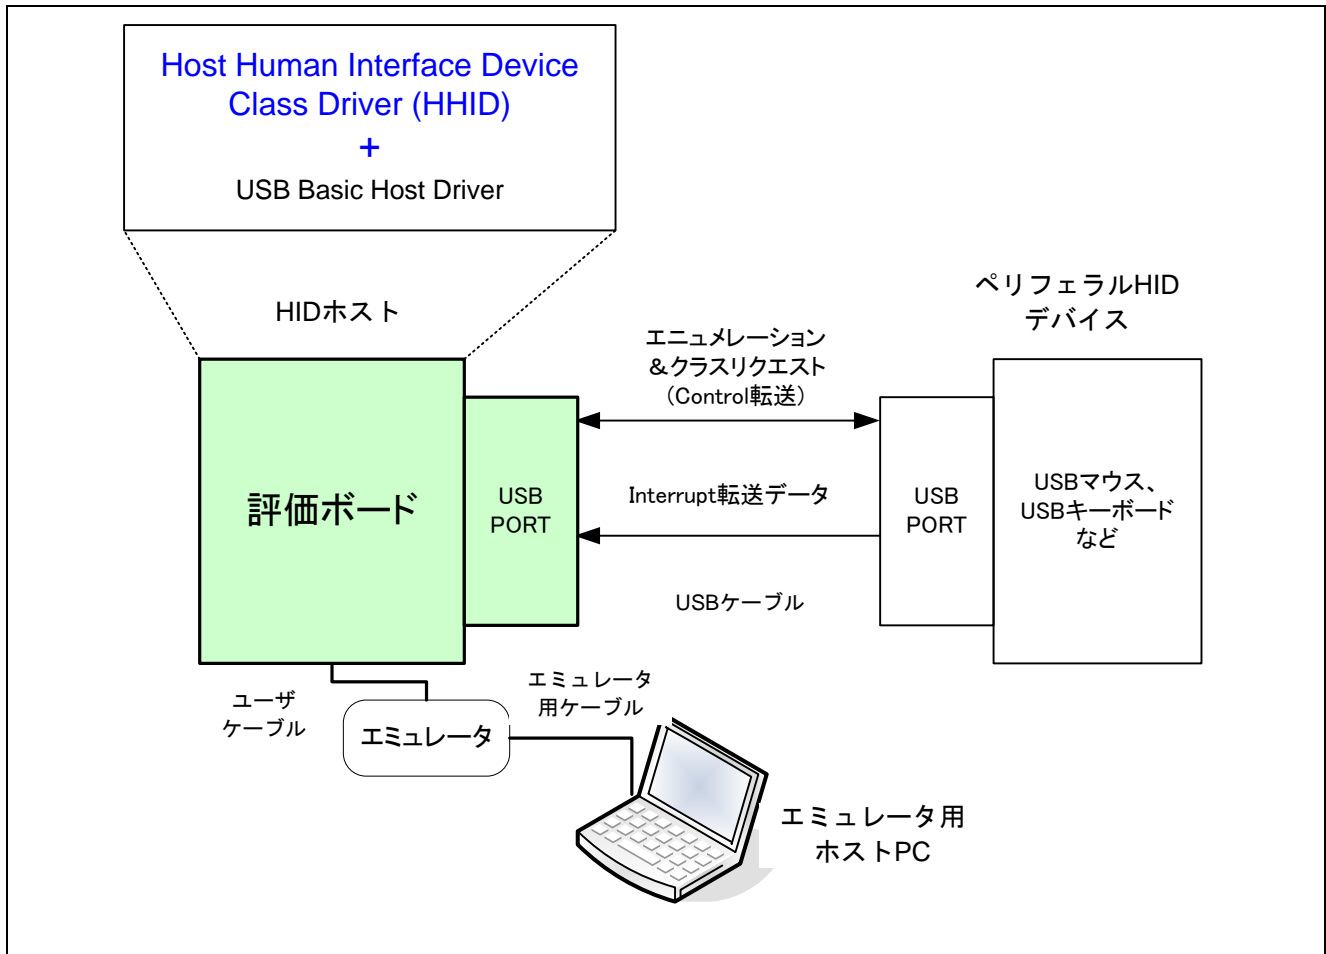 Host Human Interface Device
Class Driver (HHID)
+
USB Basic Host Driver
HIDホスト
ペリフェラルHID
デバイス
エニュメレーション
＆クラスリクエスト
（Control転送）
評価ボード
USB
PORT
Interrupt転送データ
USB
PORT
USBマウス、
USBキーボード
など
USBケーブル
ユーザ
ケーブル
エミュレータ
用ケーブル
エミュレータ
エミュレータ用
ホストPC